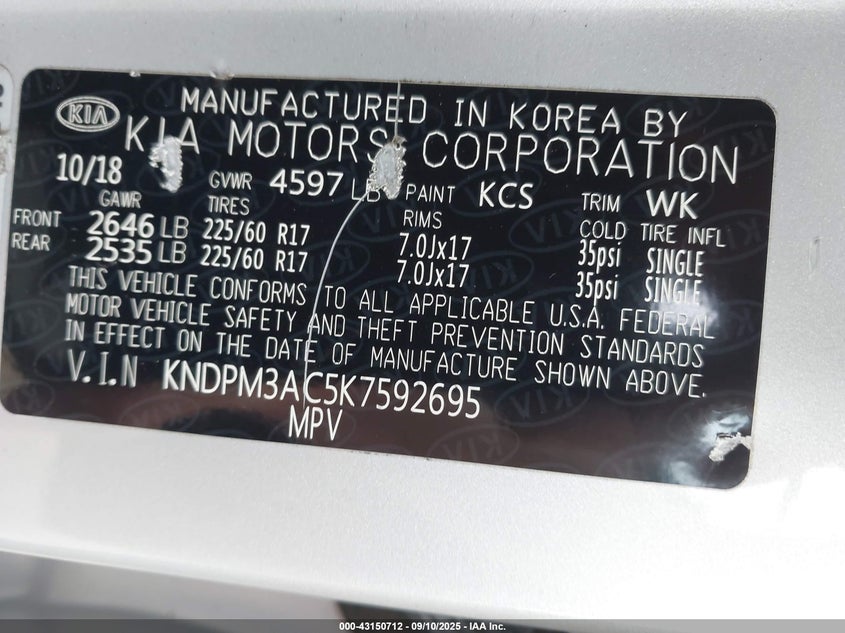 KIA
MANUFACTURED IN KOREA BY
KIA MOTORS CORPORATION
10/18 GVWR 4597 LB PAINT KCS TRIM WK
GAWR TIRES RIMS COLD TIRE INFL
FRONT 2646 LB 225/60 R17 7.0Jx17 35psi SINGLE
REAR 2535 LB 225/60 R17 7.0Jx17 35psi SINGLE
THIS VEHICLE CONFORMS TO ALL APPLICABLE U.S.A. FEDERAL
MOTOR VEHICLE SAFETY AND THEFT PREVENTION STANDARDS
IN EFFECT ON THE DATE OF MANUFACTURE SHOWN ABOVE.
V.I.N KNDPM3AC5K7592695
MPV
000-43150712 - 09/10/2025 - IAA Inc.